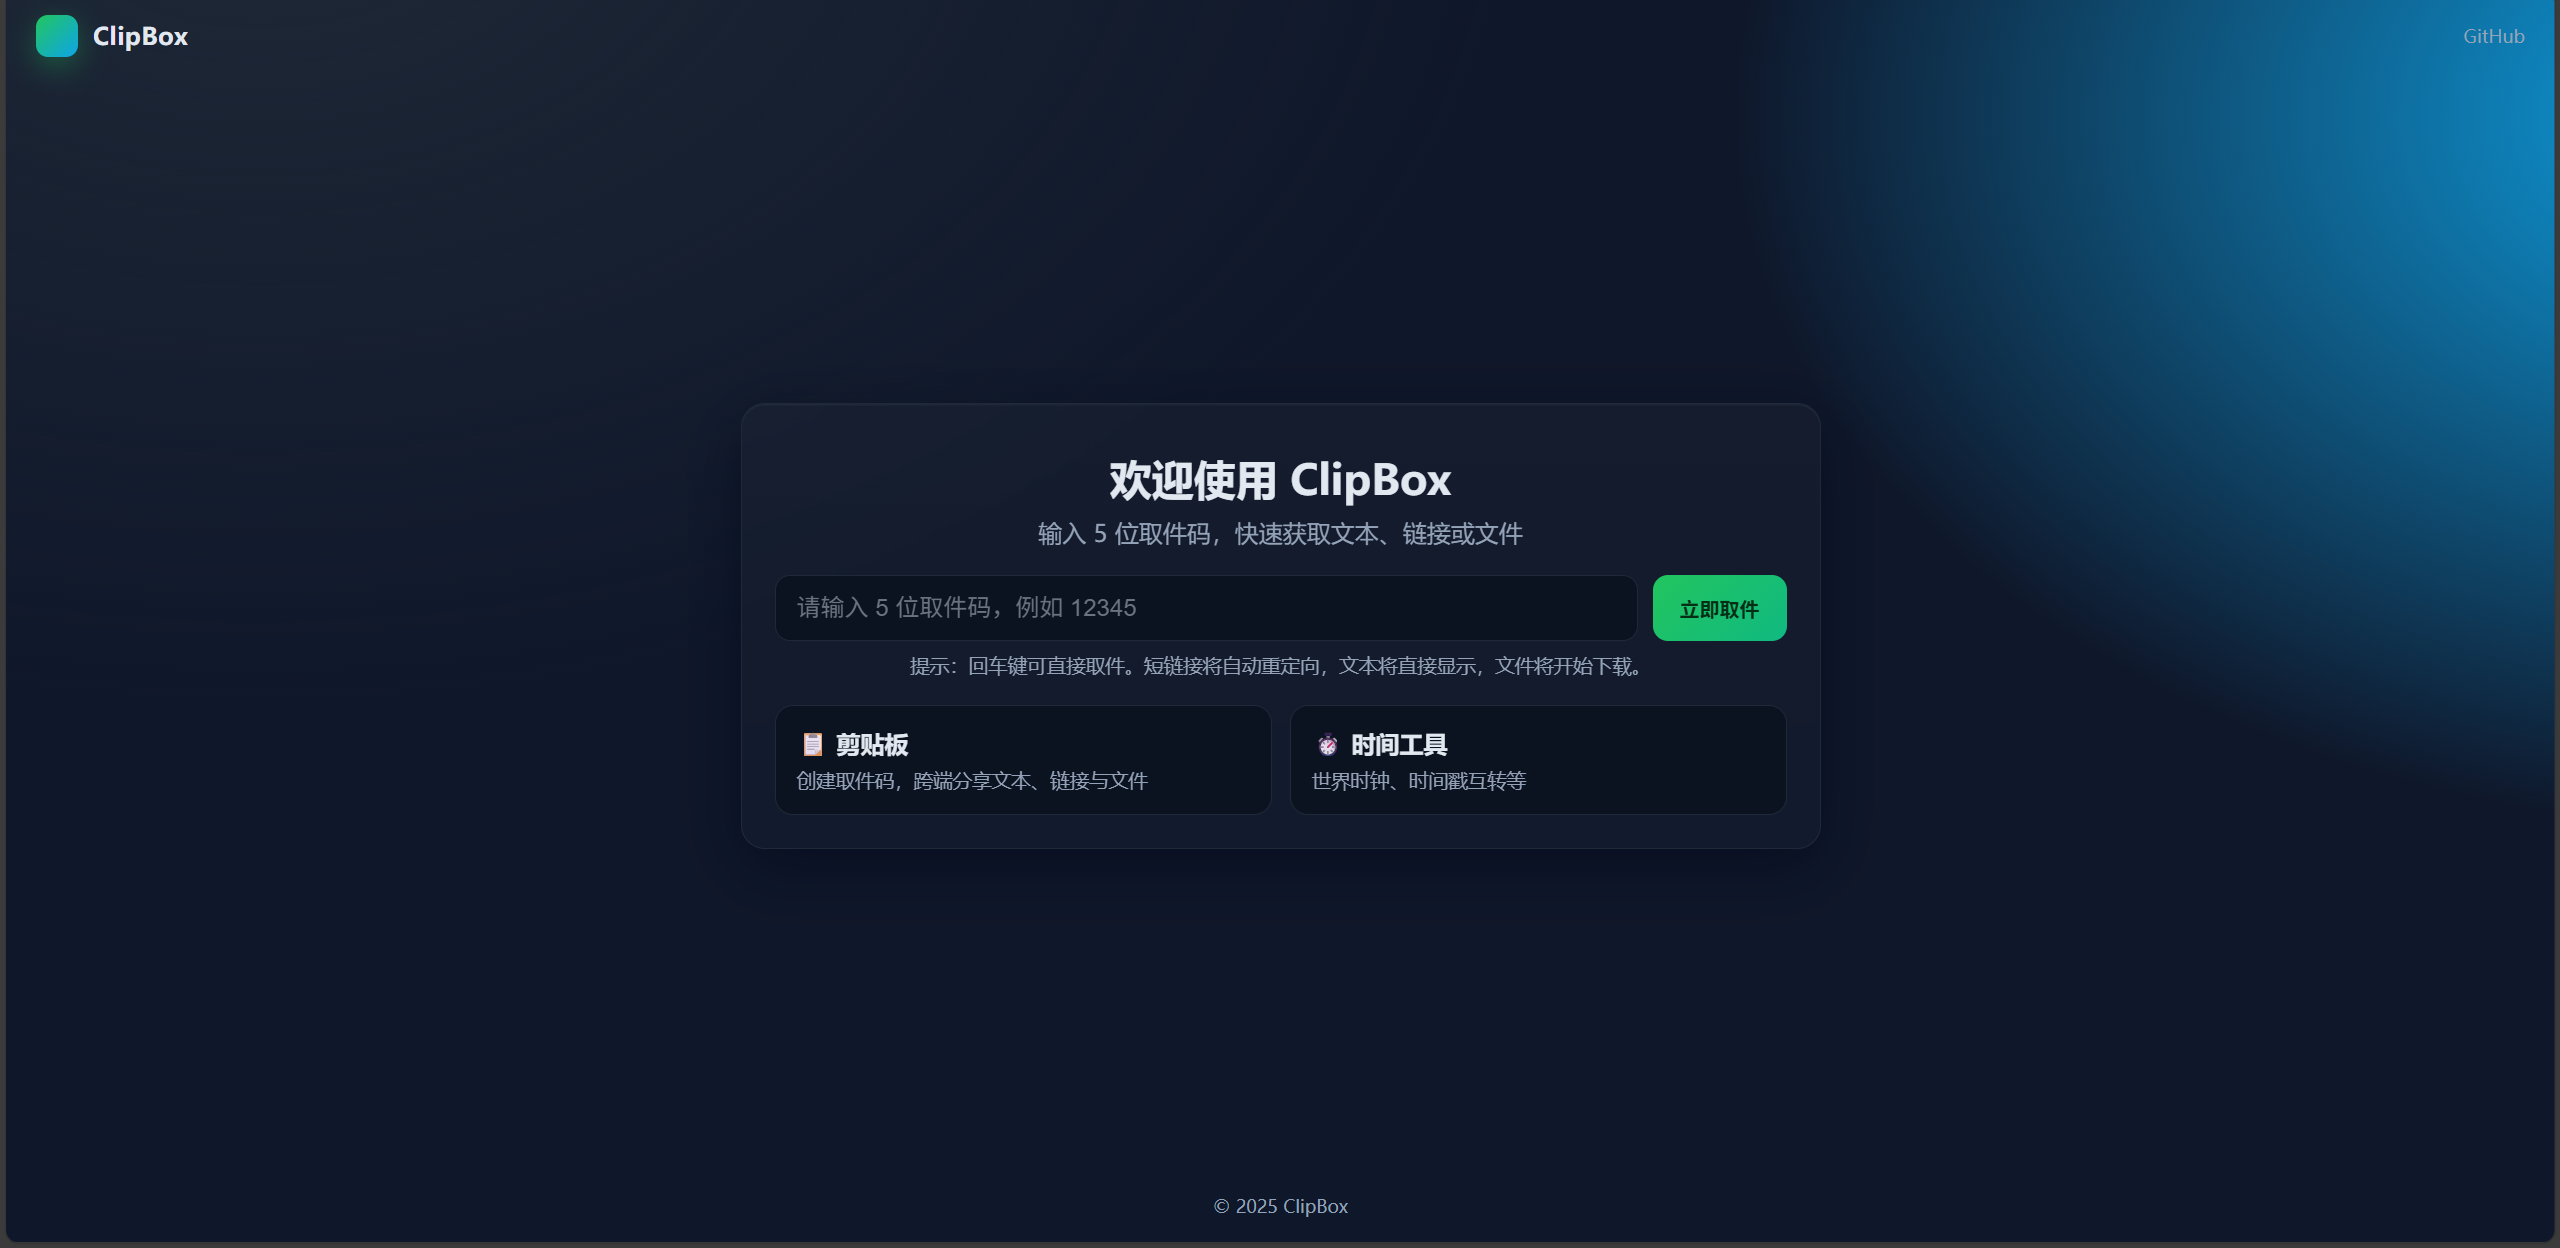 ClipBox
GitHub
欢迎使用 ClipBox
输入 5 位取件码，快速获取文本、链接或文件
请输入 5 位取件码，例如 12345
立即取件
提示：回车键可直接取件。短链接将自动重定向，文本将直接显示，文件将开始下载。
📋 剪贴板
创建取件码，跨端分享文本、链接与文件
⏱️ 时间工具
世界时钟、时间戳互转等
© 2025 ClipBox